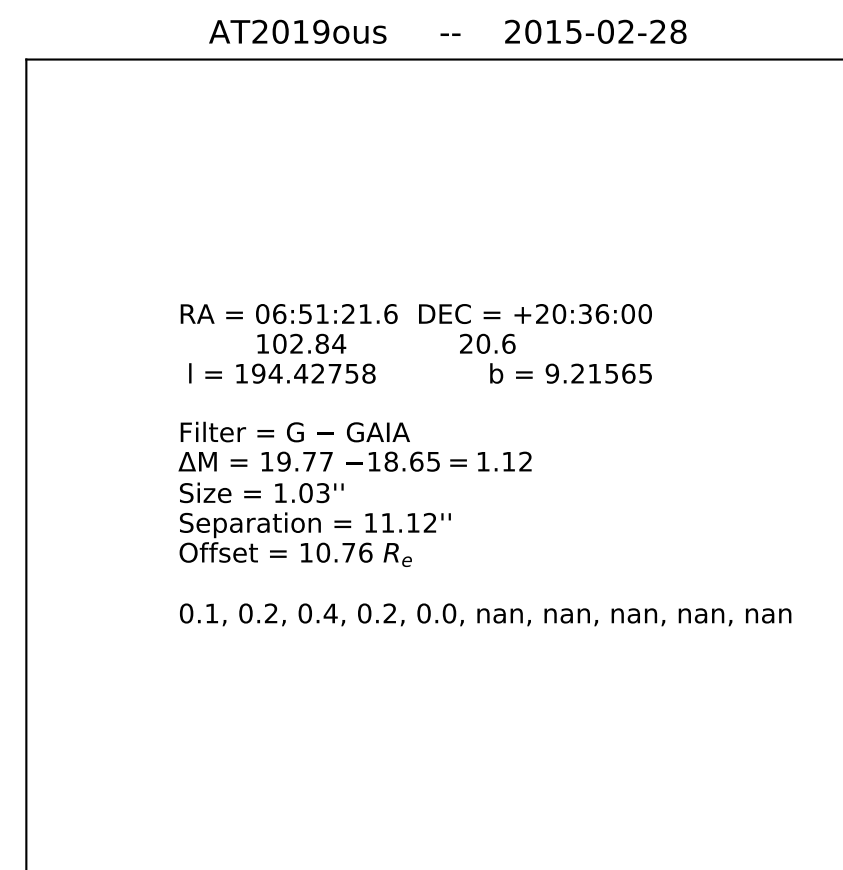 AT2019ous -- 2015-02-28
RA = 06:51:21.6 DEC = +20:36:00
102.84 20.6
l = 194.42758 b = 9.21565
Filter = G − GAIA
ΔM = 19.77 −18.65 = 1.12
Size = 1.03''
Separation = 11.12''
Offset = 10.76 Rₑ
0.1, 0.2, 0.4, 0.2, 0.0, nan, nan, nan, nan, nan